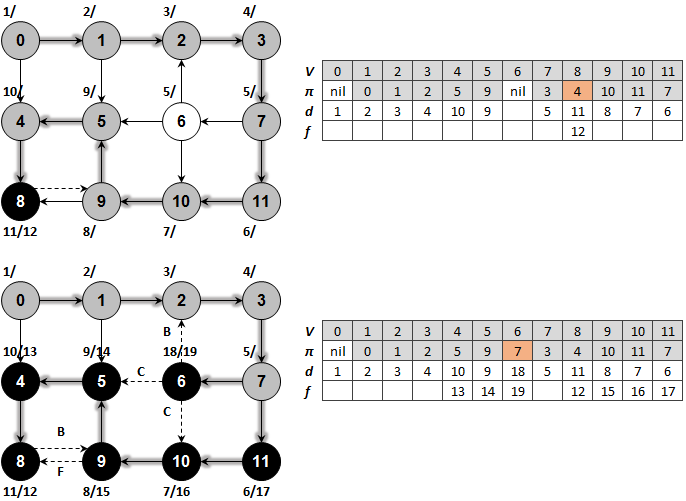 1/ 2/ 3/ 4/
0 1 2 3
10/ 9/ 5/ 5/
4 5 6 7
8 9 10 11
11/12 8/ 7/ 6/
V 0 1 2 3 4 5 6 7 8 9 10 11
π nil 0 1 2 5 9 nil 3 4 10 11 7
d 1 2 3 4 10 9 5 11 8 7 6
f 12
1/ 2/ 3/ 4/
0 1 2 3
B
10/13 9/14 18/19 5/
C
4 5 6 7
C
B
8 9 10 11
F
11/12 8/15 7/16 6/17
V 0 1 2 3 4 5 6 7 8 9 10 11
π nil 0 1 2 5 9 7 3 4 10 11 7
d 1 2 3 4 10 9 18 5 11 8 7 6
f 13 14 19 12 15 16 17